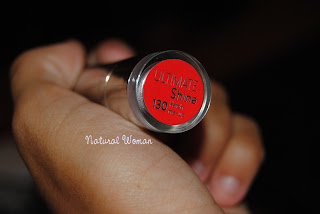 ULTIMATE
Shine
130
Natural Woman